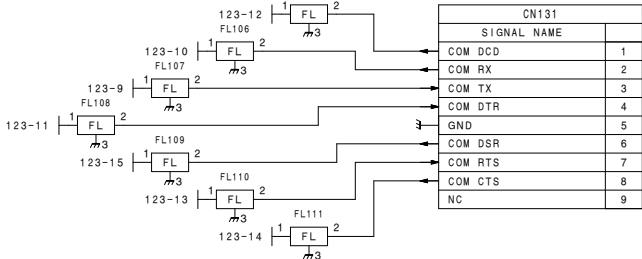 123-12 1 FL 2 3
FL106
123-10 1 FL 2 3
FL107
123-9 1 FL 2 3
FL108
123-11 1 FL 2 3
FL109
123-15 1 FL 2 3
FL110
123-13 1 FL 2 3
FL111
123-14 1 FL 2 3
CN131
SIGNAL NAME
COM DCD 1
COM RX 2
COM TX 3
COM DTR 4
GND 5
COM DSR 6
COM RTS 7
COM CTS 8
NC 9